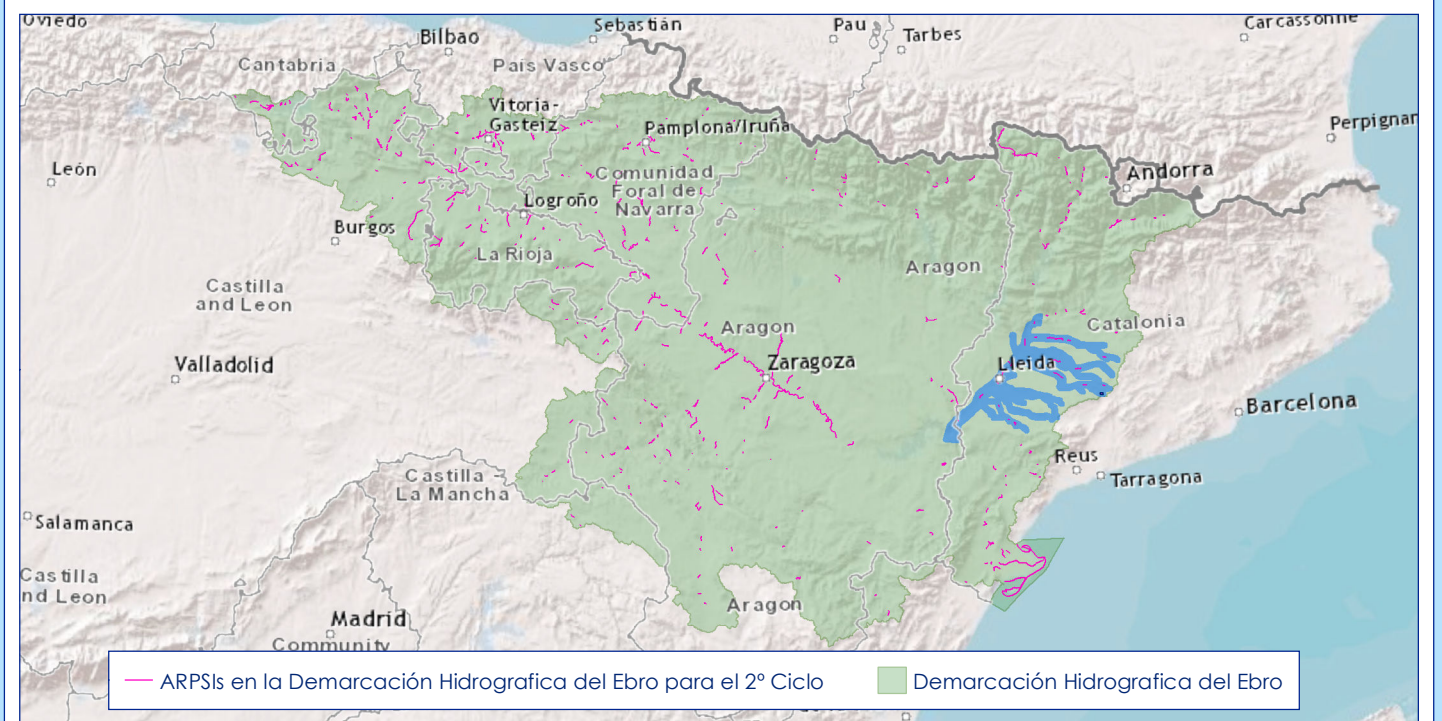 Oviedo
Sebastián
Pau
Carcassonne
Bilbao
Tarbes
Cantabria
Pais Vasco
Vitoria-
Gasteiz
Pamplona/Iruña
Perpignan
León
Comunidad
Foral de
Navarra
Andorra
Logroño
Burgos
La Rioja
Aragon
Castilla
and Leon
Aragon
Catalonia
Valladolid
Zaragoza
Lleida
Barcelona
Reus
Castilla
La Mancha
Tarragona
Salamanca
Castilla
nd Leon
Aragon
Madrid
Community
ARPSIs en la Demarcación Hidrografica del Ebro para el 2º Ciclo
Demarcación Hidrografica del Ebro